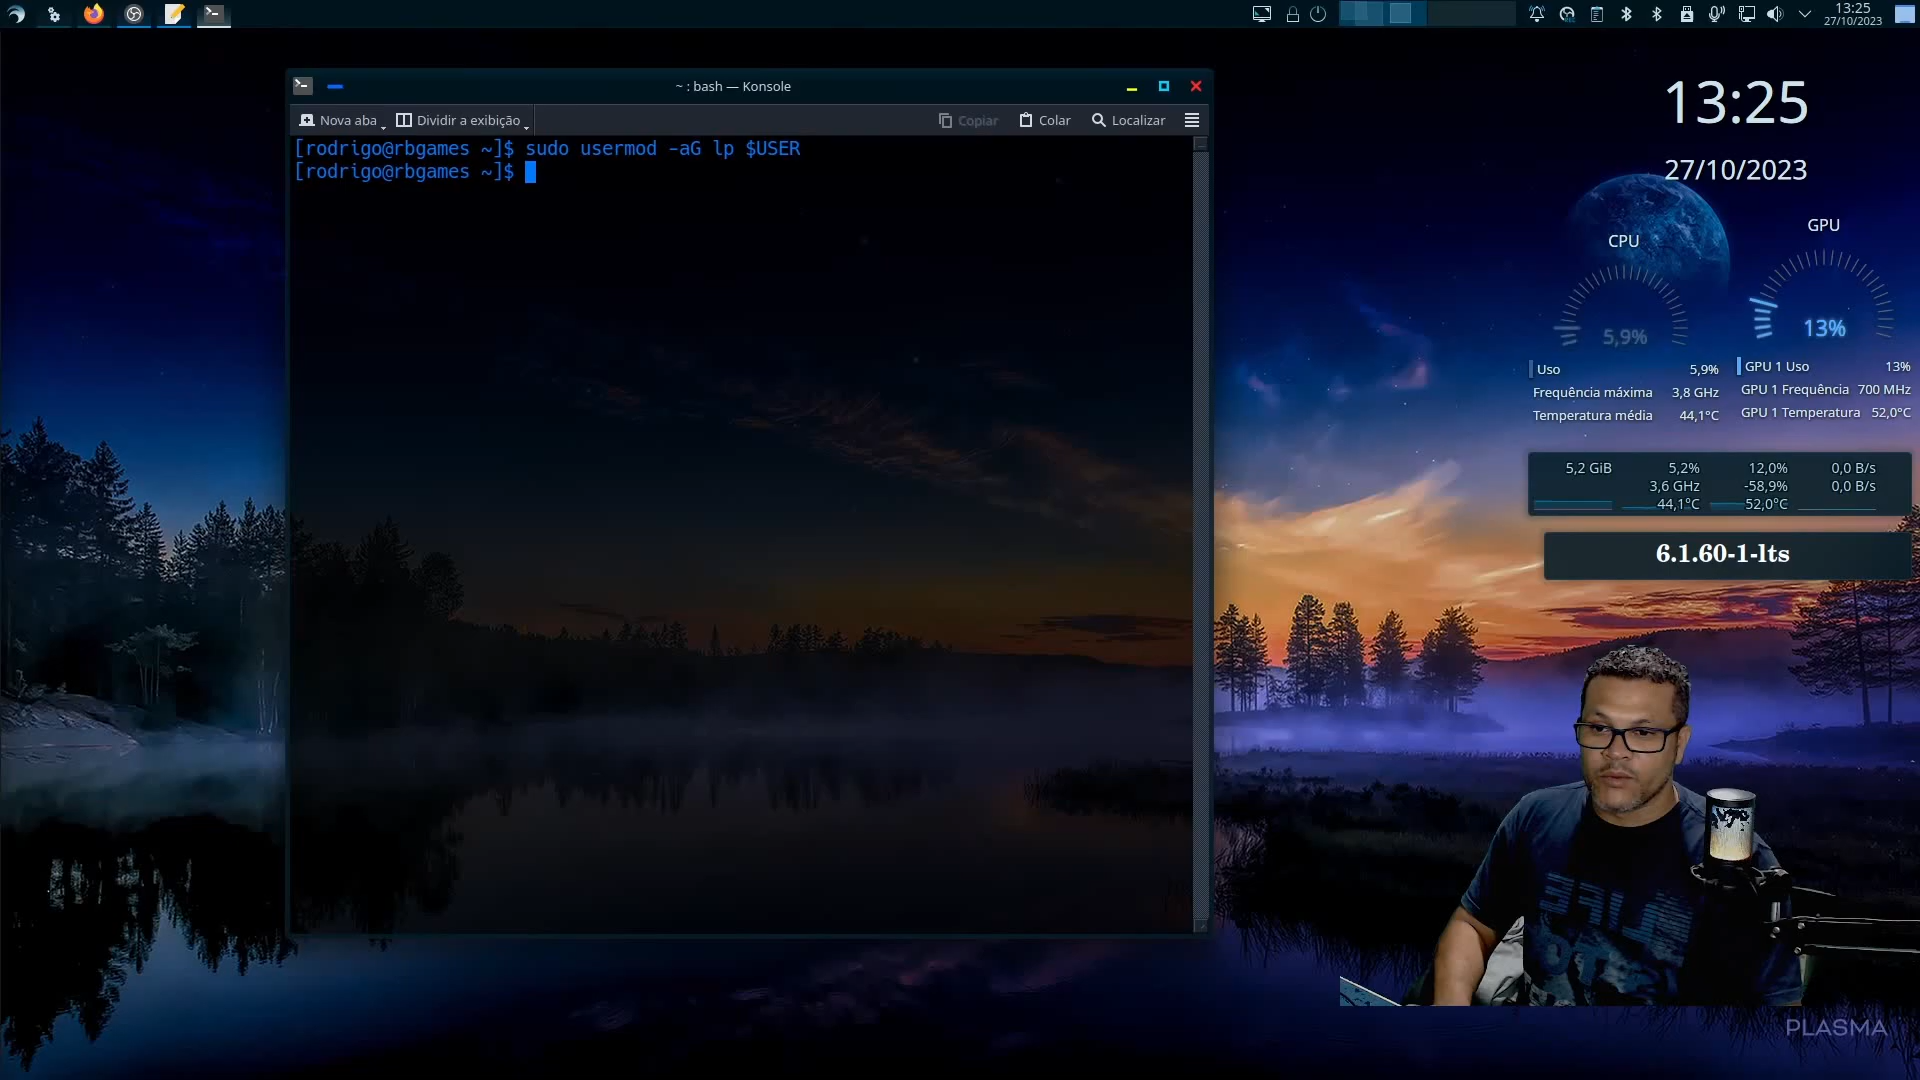 13:25
27/10/2023
~ : bash — Konsole
Nova aba
Dividir a exibição
Copiar
Colar
Localizar
[rodrigo@rbgames ~]$ sudo usermod -aG lp $USER
[rodrigo@rbgames ~]$
13:25
27/10/2023
CPU
5,9%
Uso 5,9%
Frequência máxima 3,8 GHz
Temperatura média 44,1°C
GPU
13%
GPU 1 Uso 13%
GPU 1 Frequência 700 MHz
GPU 1 Temperatura 52,0°C
5,2 GiB 5,2% 12,0% 0,0 B/s
3,6 GHz -58,9% 0,0 B/s
44,1°C 52,0°C
6.1.60-1-lts
PLASMA